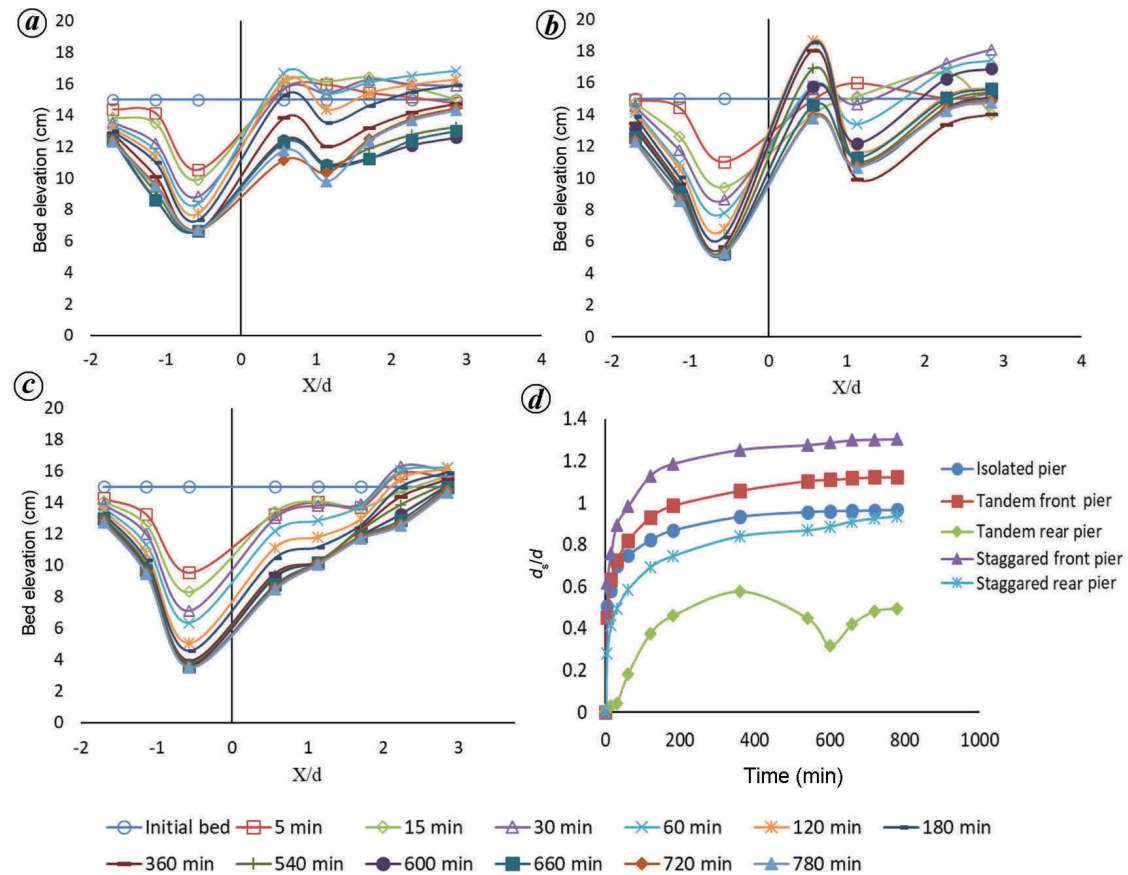 a
20
18
16
14
12
10
8
6
4
2
0
Bed elevation (cm)
-2 -1 0 1 2 3 4
X/d
b
20
18
16
14
12
10
8
6
4
2
0
Bed elevation (cm)
-2 -1 0 1 2 3 4
X/d
c
20
18
16
14
12
10
8
6
4
2
0
Bed elevation (cm)
-2 -1 0 1 2 3
X/d
d
1.4
1.2
1
0.8
0.6
0.4
0.2
0
ds/d
0 200 400 600 800 1000
Time (min)
Isolated pier
Tandem front pier
Tandem rear pier
Staggared front pier
Staggared rear pier
Initial bed 5 min 15 min 30 min 60 min 120 min 180 min
360 min 540 min 600 min 660 min 720 min 780 min